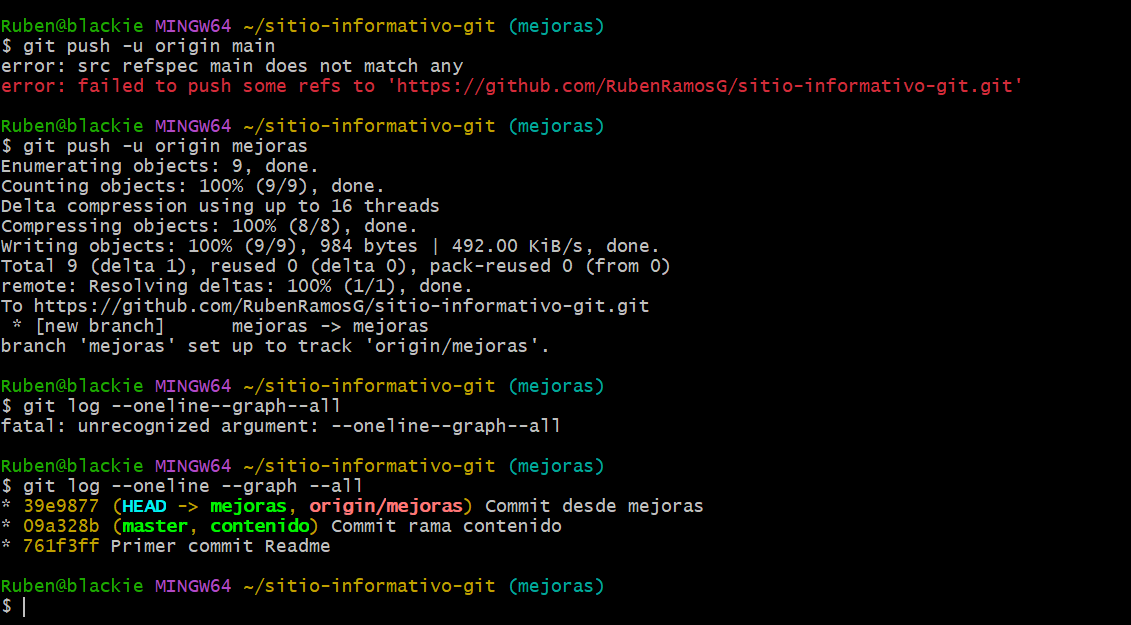 Ruben@blackie MINGW64 ~/sitio-informativo-git (mejoras)
$ git push -u origin main
error: src refspec main does not match any
error: failed to push some refs to 'https://github.com/RubenRamosG/sitio-informativo-git.git'
Ruben@blackie MINGW64 ~/sitio-informativo-git (mejoras)
$ git push -u origin mejoras
Enumerating objects: 9, done.
Counting objects: 100% (9/9), done.
Delta compression using up to 16 threads
Compressing objects: 100% (8/8), done.
Writing objects: 100% (9/9), 984 bytes | 492.00 KiB/s, done.
Total 9 (delta 1), reused 0 (delta 0), pack-reused 0 (from 0)
remote: Resolving deltas: 100% (1/1), done.
To https://github.com/RubenRamosG/sitio-informativo-git.git
 * [new branch]      mejoras -> mejoras
branch 'mejoras' set up to track 'origin/mejoras'.
Ruben@blackie MINGW64 ~/sitio-informativo-git (mejoras)
$ git log --oneline--graph--all
fatal: unrecognized argument: --oneline--graph--all
Ruben@blackie MINGW64 ~/sitio-informativo-git (mejoras)
$ git log --oneline --graph --all
* 39e9877 (HEAD -> mejoras, origin/mejoras) Commit desde mejoras
* 09a328b (master, contenido) Commit rama contenido
* 761f3ff Primer commit Readme
Ruben@blackie MINGW64 ~/sitio-informativo-git (mejoras)
$